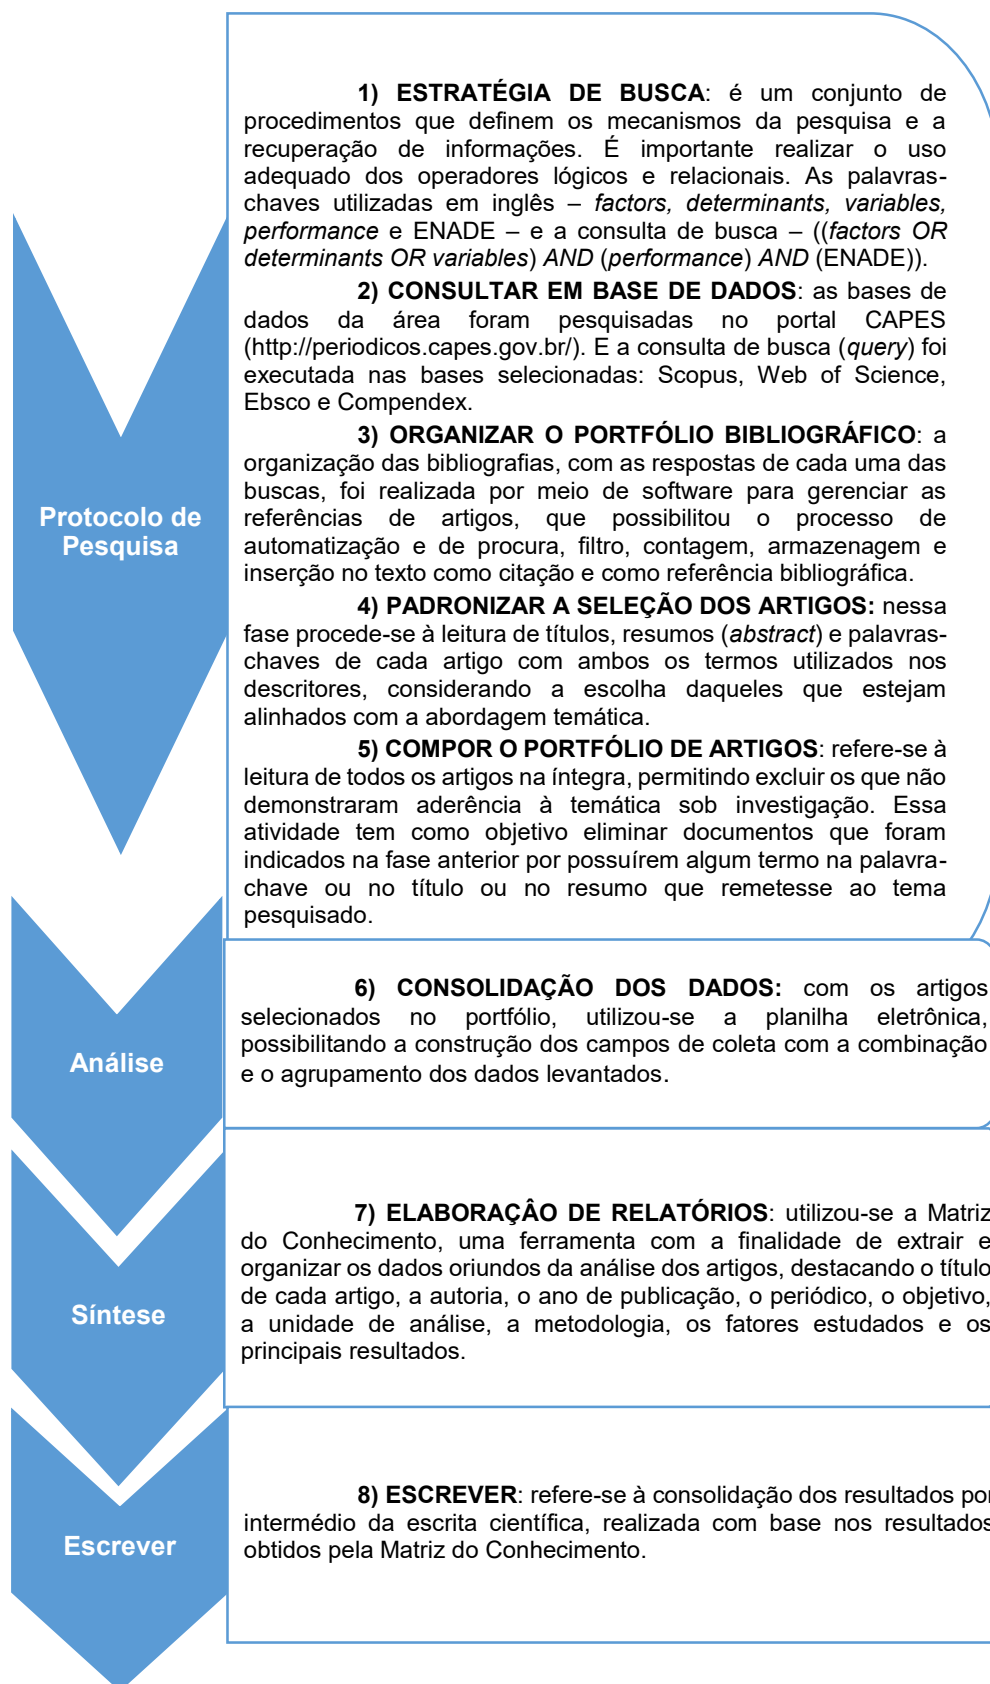 1) ESTRATÉGIA DE BUSCA: é um conjunto de
procedimentos que definem os mecanismos da pesquisa e a
recuperação de informações. É importante realizar o uso
adequado dos operadores lógicos e relacionais. As palavras-
chaves utilizadas em inglês – factors, determinants, variables,
performance e ENADE – e a consulta de busca – ((factors OR
determinants OR variables) AND (performance) AND (ENADE)).
2) CONSULTAR EM BASE DE DADOS: as bases de
dados da área foram pesquisadas no portal CAPES
(http://periodicos.capes.gov.br/). E a consulta de busca (query) foi
executada nas bases selecionadas: Scopus, Web of Science,
Ebsco e Compendex.
3) ORGANIZAR O PORTFÓLIO BIBLIOGRÁFICO: a
organização das bibliografias, com as respostas de cada uma das
buscas, foi realizada por meio de software para gerenciar as
referências de artigos, que possibilitou o processo de
automatização e de procura, filtro, contagem, armazenagem e
inserção no texto como citação e como referência bibliográfica.
4) PADRONIZAR A SELEÇÃO DOS ARTIGOS: nessa
fase procede-se à leitura de títulos, resumos (abstract) e palavras-
chaves de cada artigo com ambos os termos utilizados nos
descritores, considerando a escolha daqueles que estejam
alinhados com a abordagem temática.
5) COMPOR O PORTFÓLIO DE ARTIGOS: refere-se à
leitura de todos os artigos na íntegra, permitindo excluir os que não
demonstraram aderência à temática sob investigação. Essa
atividade tem como objetivo eliminar documentos que foram
indicados na fase anterior por possuírem algum termo na palavra-
chave ou no título ou no resumo que remetesse ao tema
pesquisado.
Protocolo de
Pesquisa
6) CONSOLIDAÇÃO DOS DADOS: com os artigos
selecionados no portfólio, utilizou-se a planilha eletrônica,
possibilitando a construção dos campos de coleta com a combinação
e o agrupamento dos dados levantados.
Análise
7) ELABORAÇÂO DE RELATÓRIOS: utilizou-se a Matriz
do Conhecimento, uma ferramenta com a finalidade de extrair e
organizar os dados oriundos da análise dos artigos, destacando o título
de cada artigo, a autoria, o ano de publicação, o periódico, o objetivo,
a unidade de análise, a metodologia, os fatores estudados e os
principais resultados.
Síntese
8) ESCREVER: refere-se à consolidação dos resultados por
intermédio da escrita científica, realizada com base nos resultados
obtidos pela Matriz do Conhecimento.
Escrever